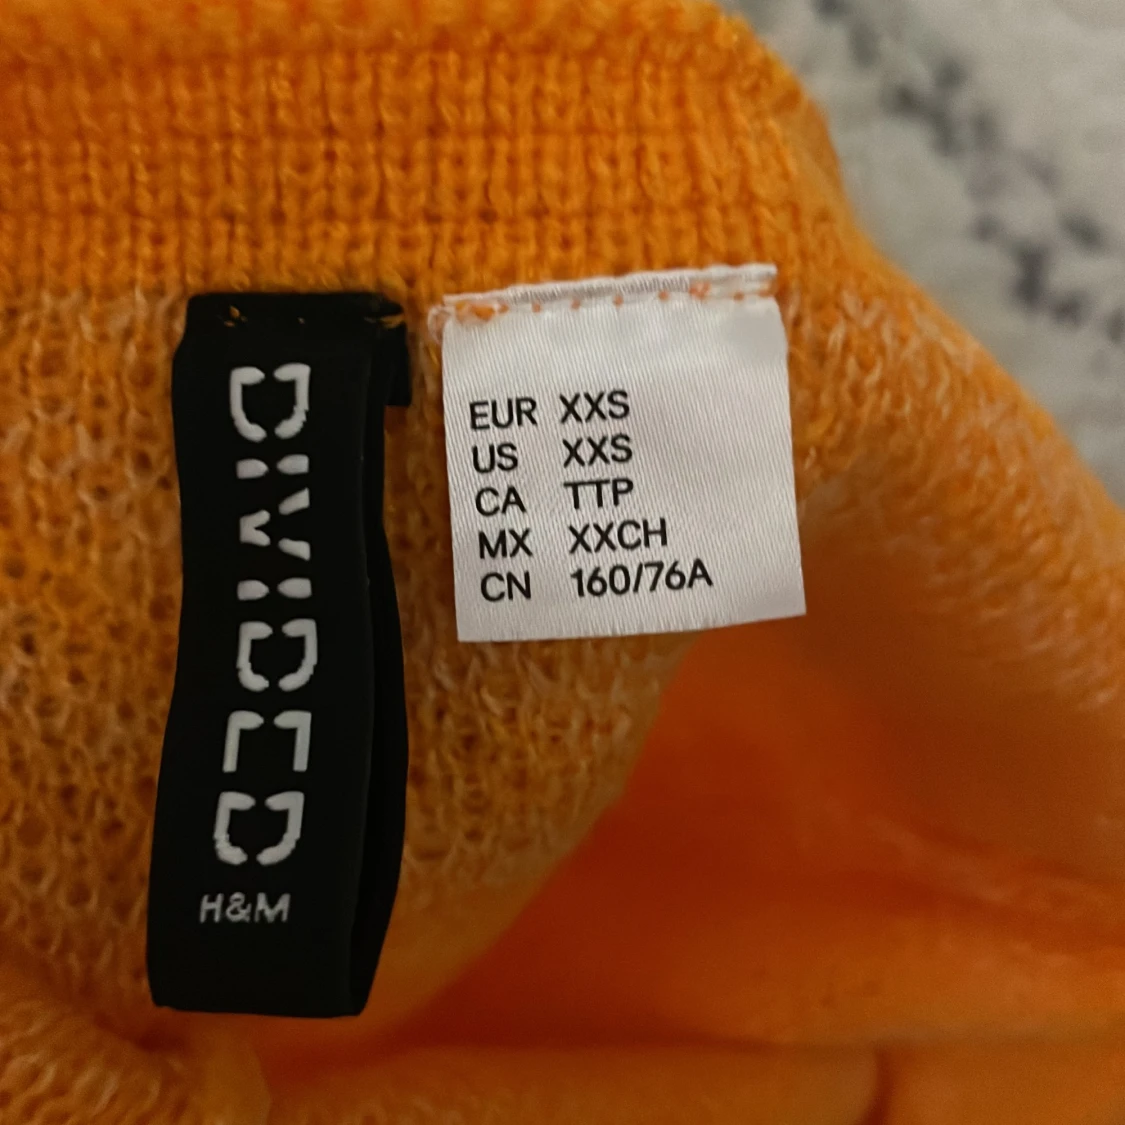 DIVIDED
H&M
EUR XXS
US XXS
CA TTP
MX XXCH
CN 160/76A